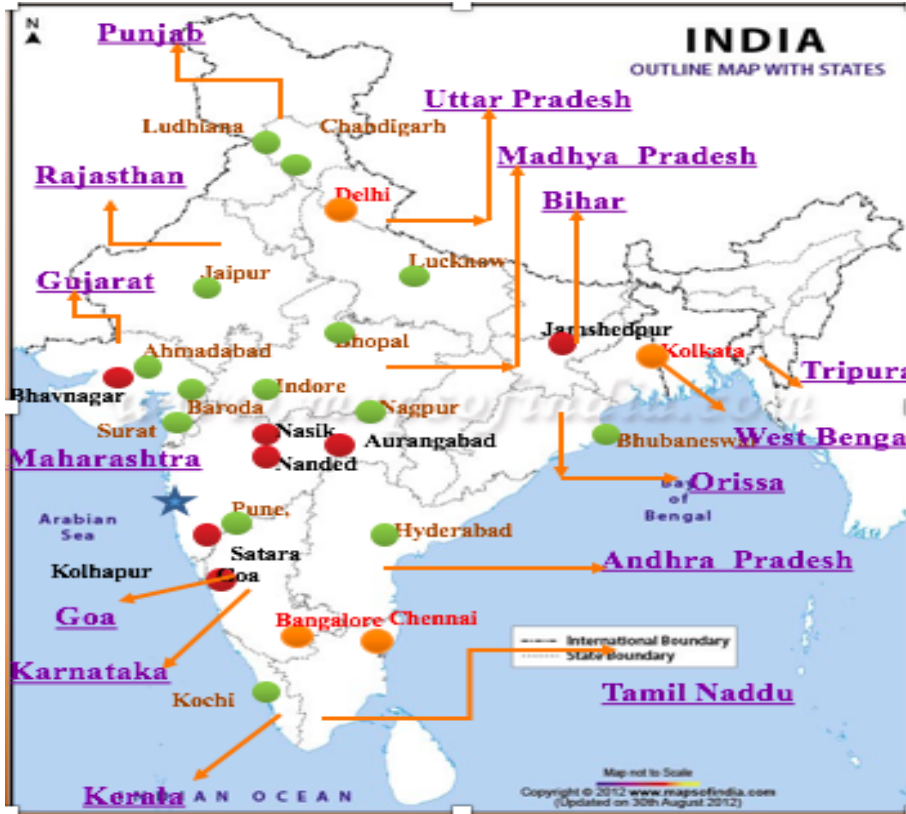 N
Punjab
INDIA
OUTLINE MAP WITH STATES
Uttar Pradesh
Ludhiana
Chandigarh
Madhya Pradesh
Rajasthan
Delhi
Bihar
Jaipur
Lucknow
Gujarat
Jamshedpur
Bhopal
Kolkata
Ahmadabad
Tripura
Bhavnagar
Indore
Baroda
Nagpur
Surat
Nasik
Aurangabad
Bhubaneswar
West Bengal
Maharashtra
Nanded
Orissa
Bay
of
Bengal
Pune,
Arabian
Sea
Hyderabad
Satara
Kolhapur
Goa
Andhra Pradesh
Goa
Bangalore
Chennai
International Boundary
State Boundary
Karnataka
Kochi
Tamil Naddu
Map not to Scale
Kerala
OCEAN
Copyright © 2012 www.mapsofindia.com
(Updated on 30th August 2012)